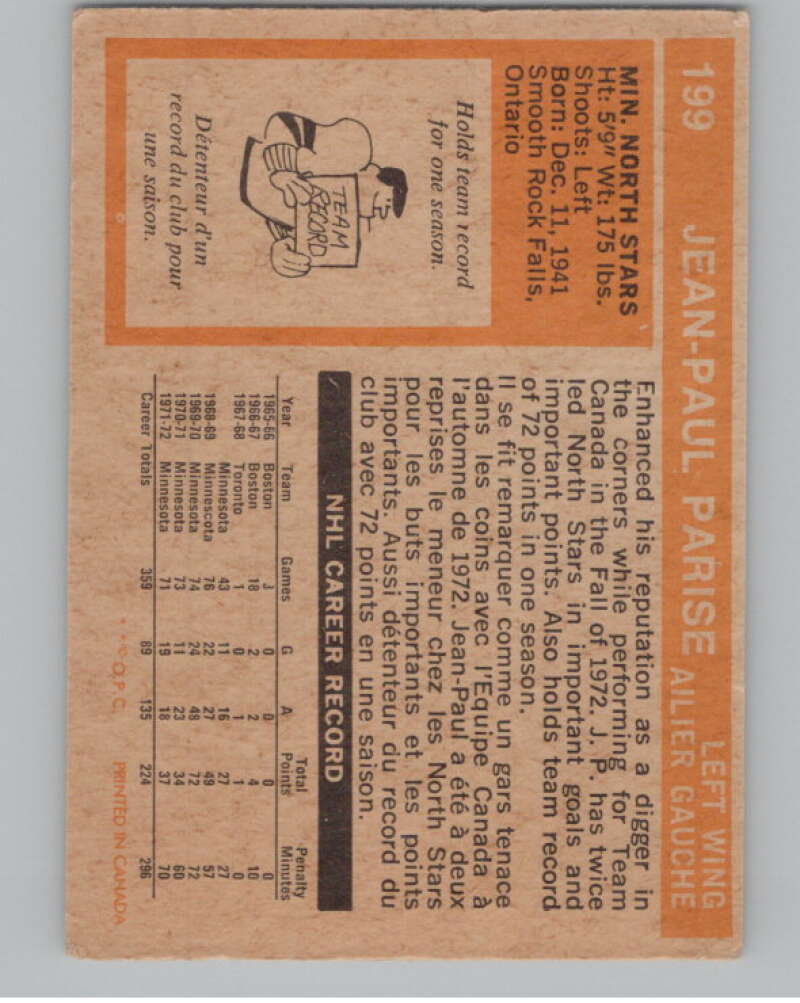 199 JEAN-PAUL PARISE LEFT WING
AILIER GAUCHE
MIN. NORTH STARS
Ht: 5'9" Wt: 175 lbs.
Shoots: Left
Born: Dec. 11, 1941
Smooth Rock Falls,
Ontario
Holds team record
for one season.
TEAM
RECORD
Détenteur d'un
record du club pour
une saison.
Enhanced his reputation as a digger in
the corners while performing for Team
Canada in the Fall of 1972. J. P. has twice
led North Stars in important goals and
important points. Also holds team record
of 72 points in one season.
Il se fit remarquer comme un gars tenace
dans les coins avec l'Equipe Canada à
l'automne de 1972. Jean-Paul a été à deux
reprises le meneur chez les North Stars
pour les buts importants et les points
importants. Aussi détenteur du record du
club avec 72 points en une saison.
NHL CAREER RECORD
Year Team Games G A Total Points Penalty Minutes
1965-66 Boston 3 0 0 0 0
1966-67 Boston 18 2 2 4 10
1967-68 Toronto 1 0 1 1 0
Minnesota 43 11 16 27 27
1968-69 Minnescota 76 22 27 49 57
1969-70 Minnesota 74 24 48 72 72
1970-71 Minnesota 73 11 23 34 60
1971-72 Minnesota 71 19 18 37 70
Career Totals 359 89 135 224 296
**© O.P.C. PRINTED IN CANADA